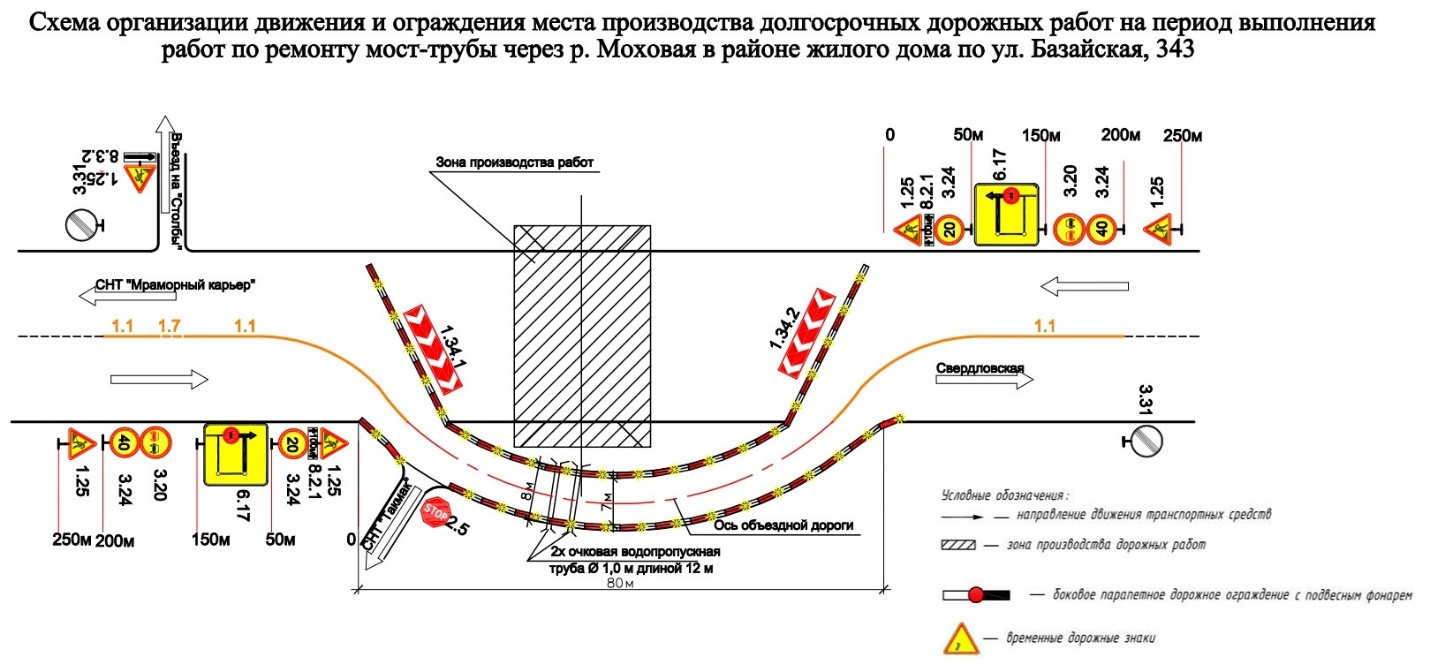 Схема организации движения и ограждения места производства долгосрочных дорожных работ на период выполнения
работ по ремонту мост-трубы через р. Моховая в районе жилого дома по ул. Базайская, 343
Въезд на "Столбы"
8.3.2
1.25
3.31
Зона производства работ
0
50м
150м
200м
250м
1.25
8.2.1
3.24
6.17
3.20
3.24
1.25
100м
20
40
СНТ "Мраморный карьер"
1.1
1.7
1.1
1.34.1
1.34.2
1.1
Свердловская
3.31
40
20
100м
1.25
3.24
3.20
6.17
3.24
8.2.1
1.25
250м
200м
150м
50м
0
СНТ "Такмак"
STOP
2.5
8м
7м
Ось объездной дороги
2х очковая водопропускная
труба Ø 1,0 м длиной 12 м
80м
Условные обозначения:
— направление движения транспортных средств
— зона производства дорожных работ
— боковое парапетное дорожное ограждение с подвесным фонарем
— временные дорожные знаки